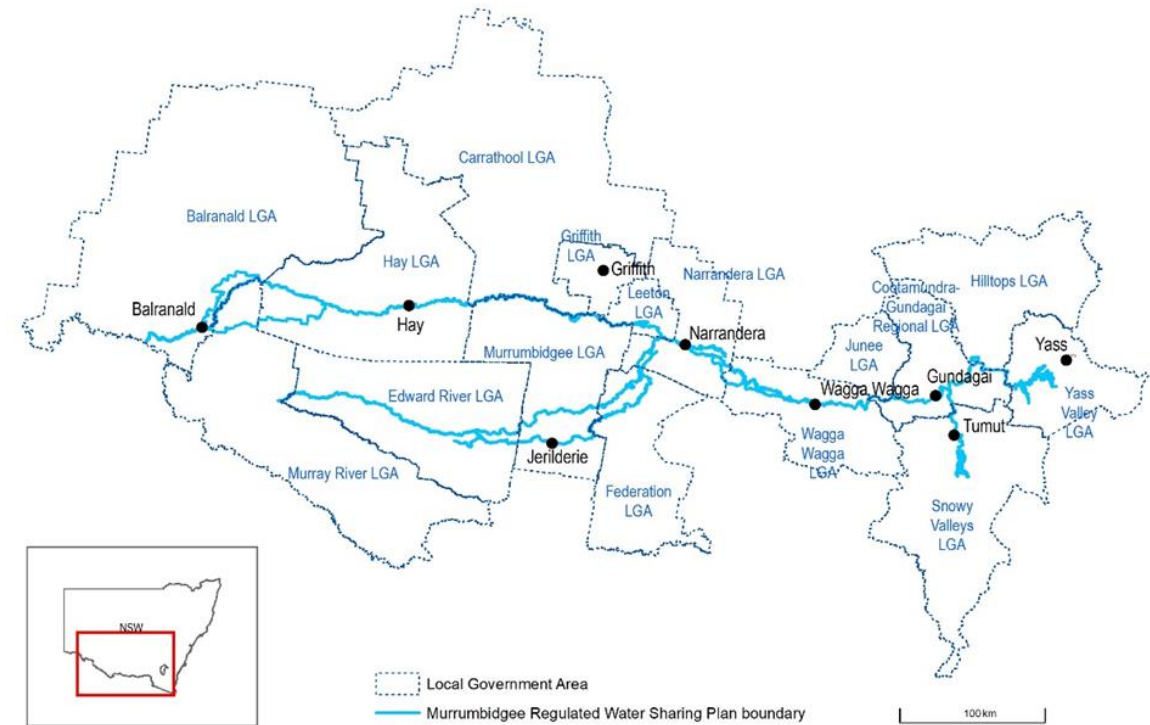 Carrathool LGA
Balranald LGA
Griffith
LGA
Hay LGA
Griffith
Narrandera LGA
Hilltops LGA
Leeton
LGA
Cootamundra-
Gundagai
Regional LGA
Balranald
Hay
Narrandera
Junee
LGA
Yass
Murrumbidgee LGA
Wagga Wagga
Gundagai
Yass
Valley
LGA
Edward River LGA
Tumut
Jerilderie
Wagga
Wagga
LGA
Murray River LGA
Federation
LGA
Snowy
Valleys
LGA
NSW
Local Government Area
Murrumbidgee Regulated Water Sharing Plan boundary
100km